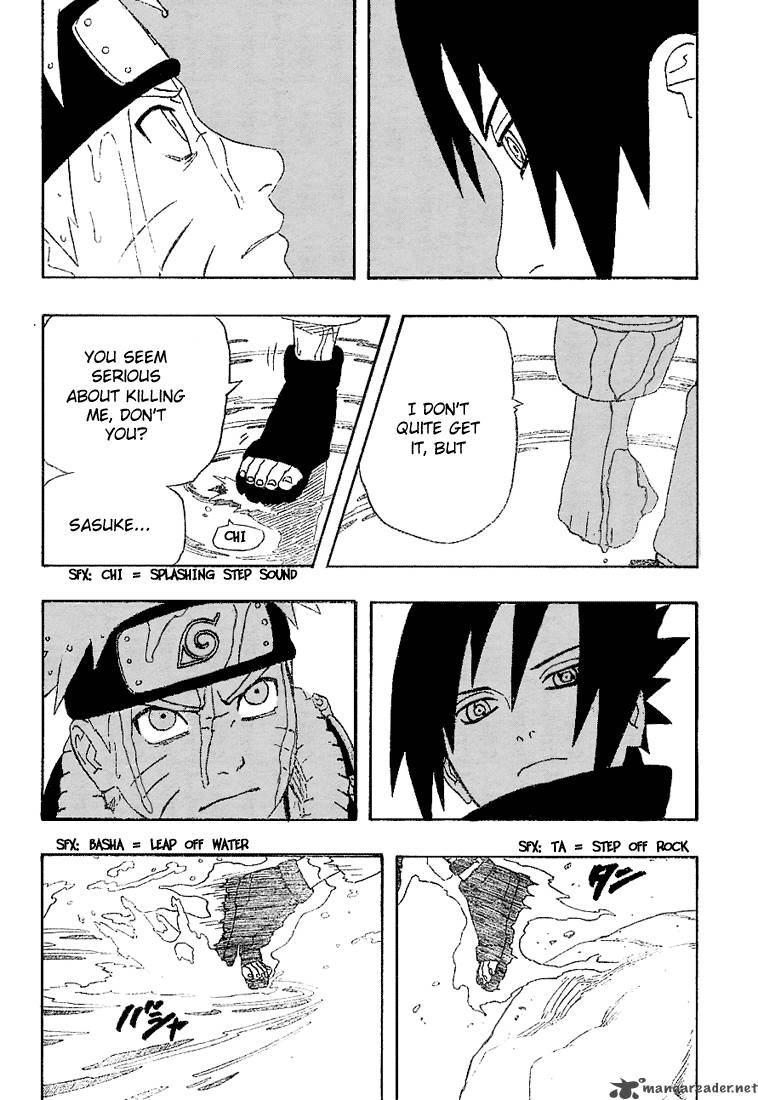 I DON'T
QUITE GET
IT, BUT
YOU SEEM
SERIOUS
ABOUT KILLING
ME, DON'T
YOU?
SASUKE...
CHI
SFX: CHI = SPLASHING STEP SOUND
SFX: TA = STEP OFF ROCK
ダン
SFX: BASHA = LEAP OFF WATER
バシャ
mangareader.net